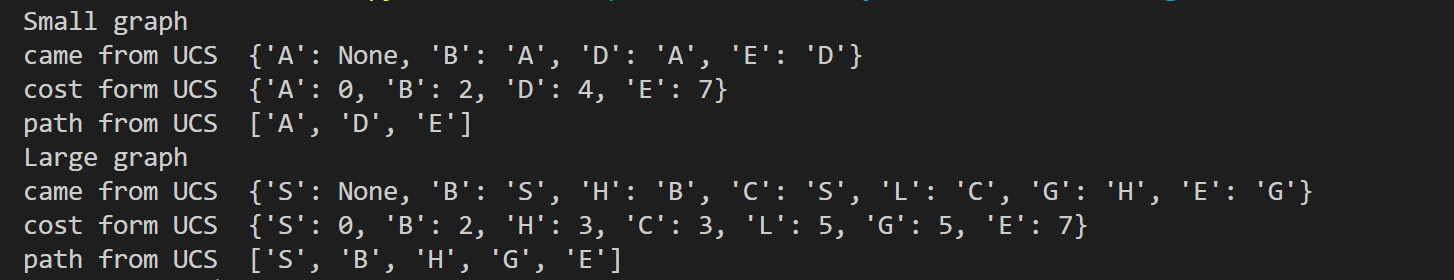 Small graph
came from UCS  {'A': None, 'B': 'A', 'D': 'A', 'E': 'D'}
cost form UCS  {'A': 0, 'B': 2, 'D': 4, 'E': 7}
path from UCS  ['A', 'D', 'E']
Large graph
came from UCS  {'S': None, 'B': 'S', 'H': 'B', 'C': 'S', 'L': 'C', 'G': 'H', 'E': 'G'}
cost form UCS  {'S': 0, 'B': 2, 'H': 3, 'C': 3, 'L': 5, 'G': 5, 'E': 7}
path from UCS  ['S', 'B', 'H', 'G', 'E']